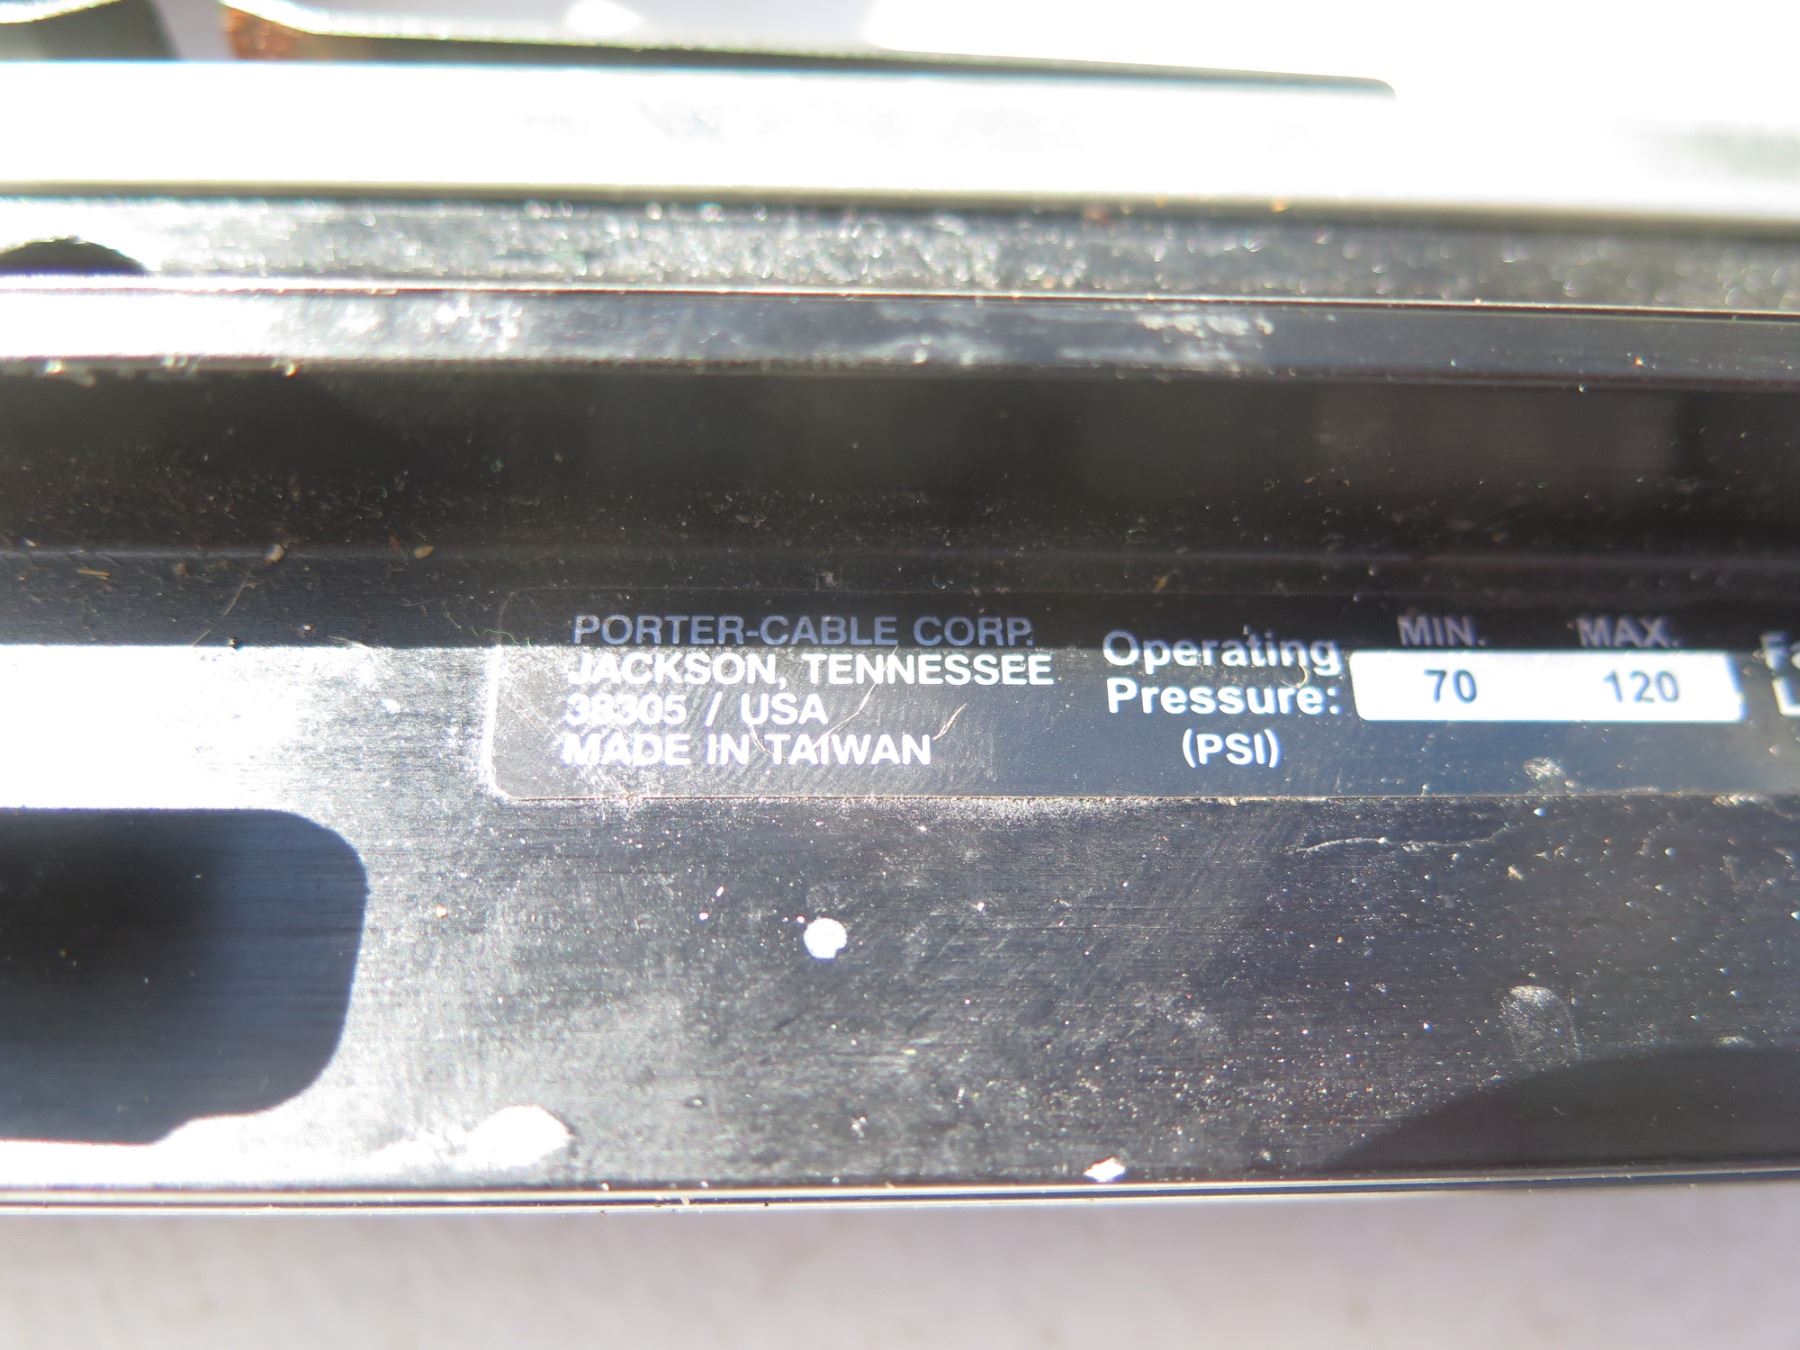 PORTER-CABLE CORP.
JACKSON, TENNESSEE
38305 / USA
MADE IN TAIWAN
Operating
Pressure:
(PSI)
MIN. MAX.
70 120